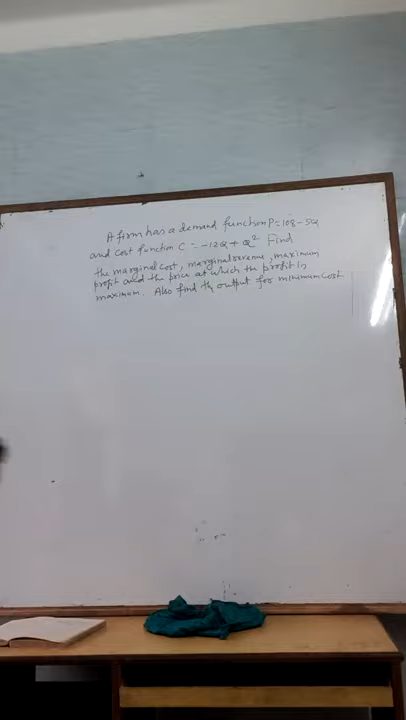 A firm has a demand function P = 108 - 5Q
and cost function C = -12Q + Q² Find
the marginal cost, marginal revenue, maximum
profit and the price at which the profit is
maximum. Also find the output for minimum cost